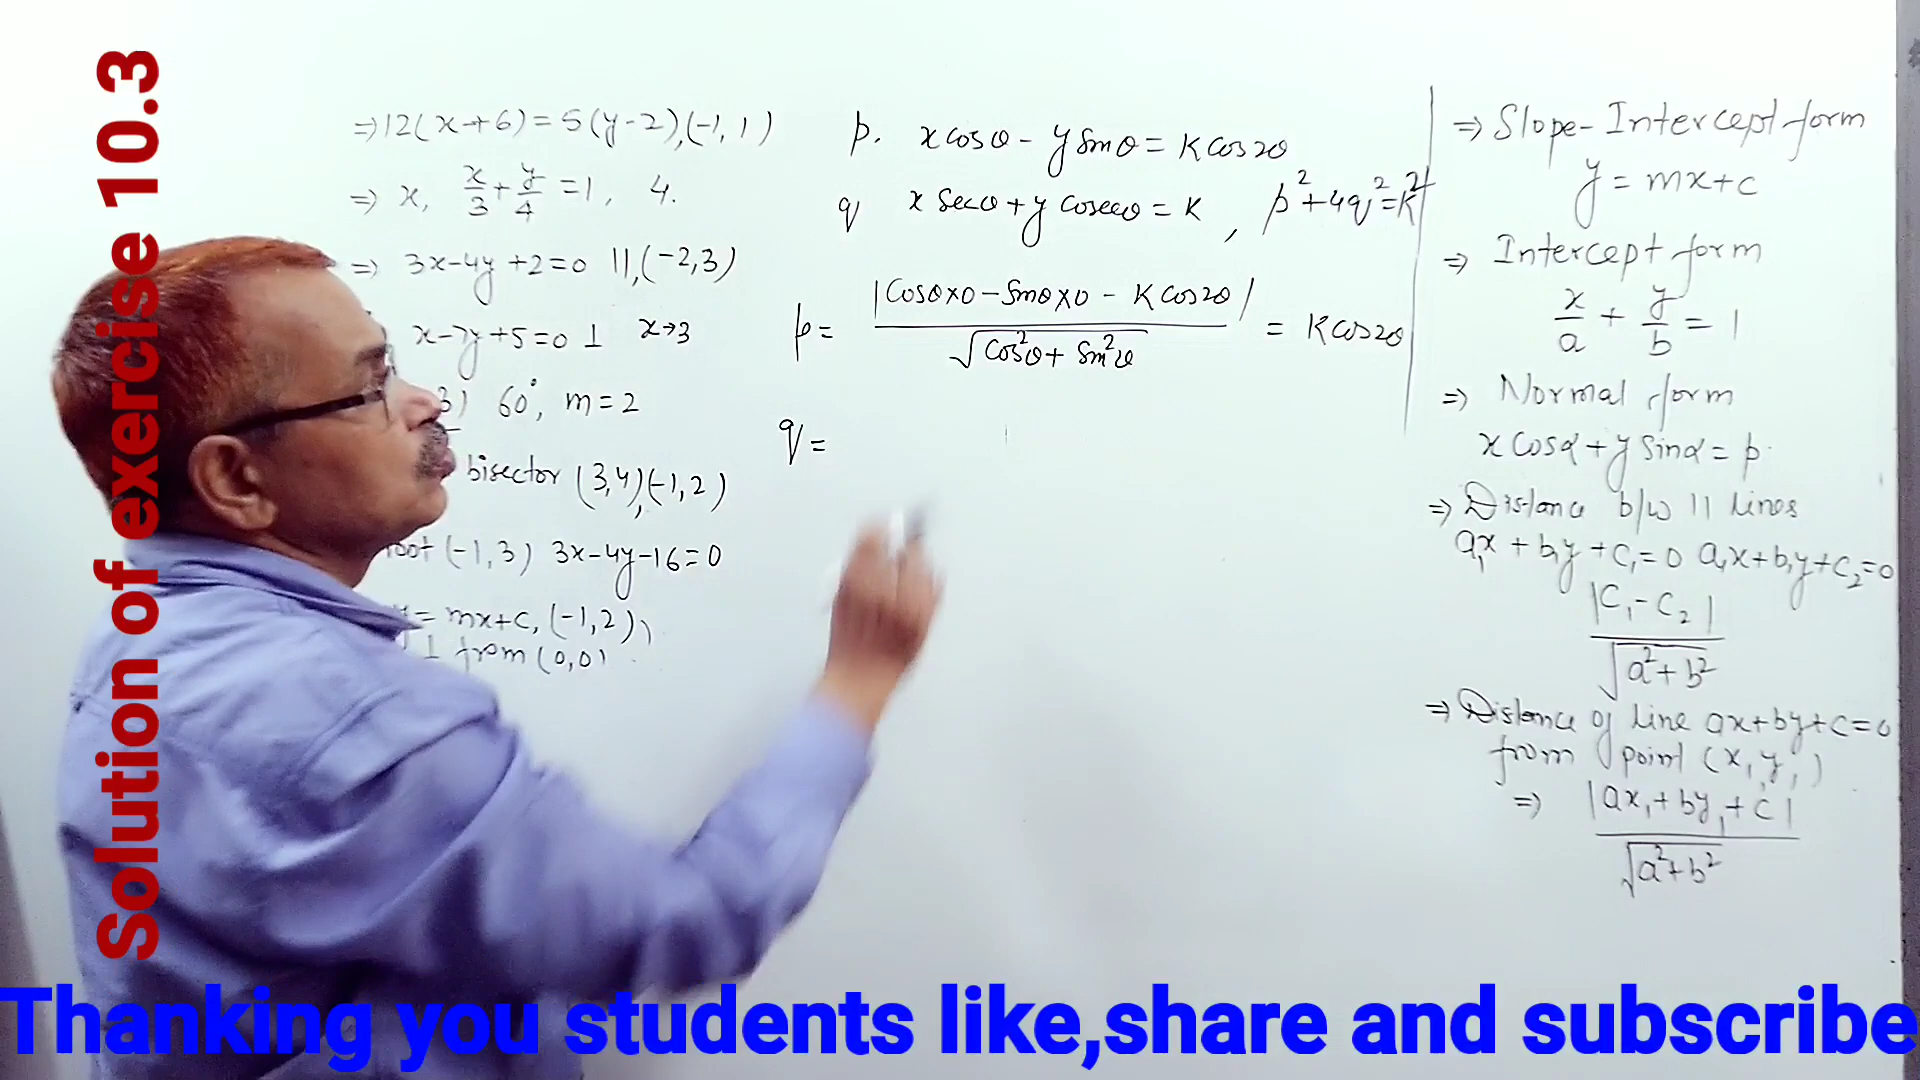 Solution of exercise 10.3
⇒ 12(x+6) = 5(y-2), (-1, 1)
⇒ x, x/3 + y/4 = 1, 4.
⇒ 3x-4y+2=0 ||, (-2,3)
x-7y+5=0 ⊥ x→3
3) 60°, m=2
bisector (3,4),(-1,2)
foot (-1,3) 3x-4y-16=0
y = mx+c, (-1,2),
⊥ from (0,0)
p. x cosθ - y sinθ = K cos2θ
q x secθ + y cosecθ = K, p²+4q²=K²
p = |cosθ×0 - sinθ×0 - K cos2θ| / √(cos²θ + sin²θ) = K cos2θ
q =
⇒ Slope-Intercept form
y = mx+c
⇒ Intercept form
x/a + y/b = 1
⇒ Normal form
x cosα + y sinα = p.
⇒ Distance b/w || lines
a₁x + b₁y + c₁=0 a₁x+b₁y+c₂=0
|c₁-c₂| / √(a²+b²)
⇒ Distance of line ax+by+c=0
from point (x₁y₁)
⇒ |ax₁+by₁+c| / √(a²+b²)
Thanking you students like,share and subscribe